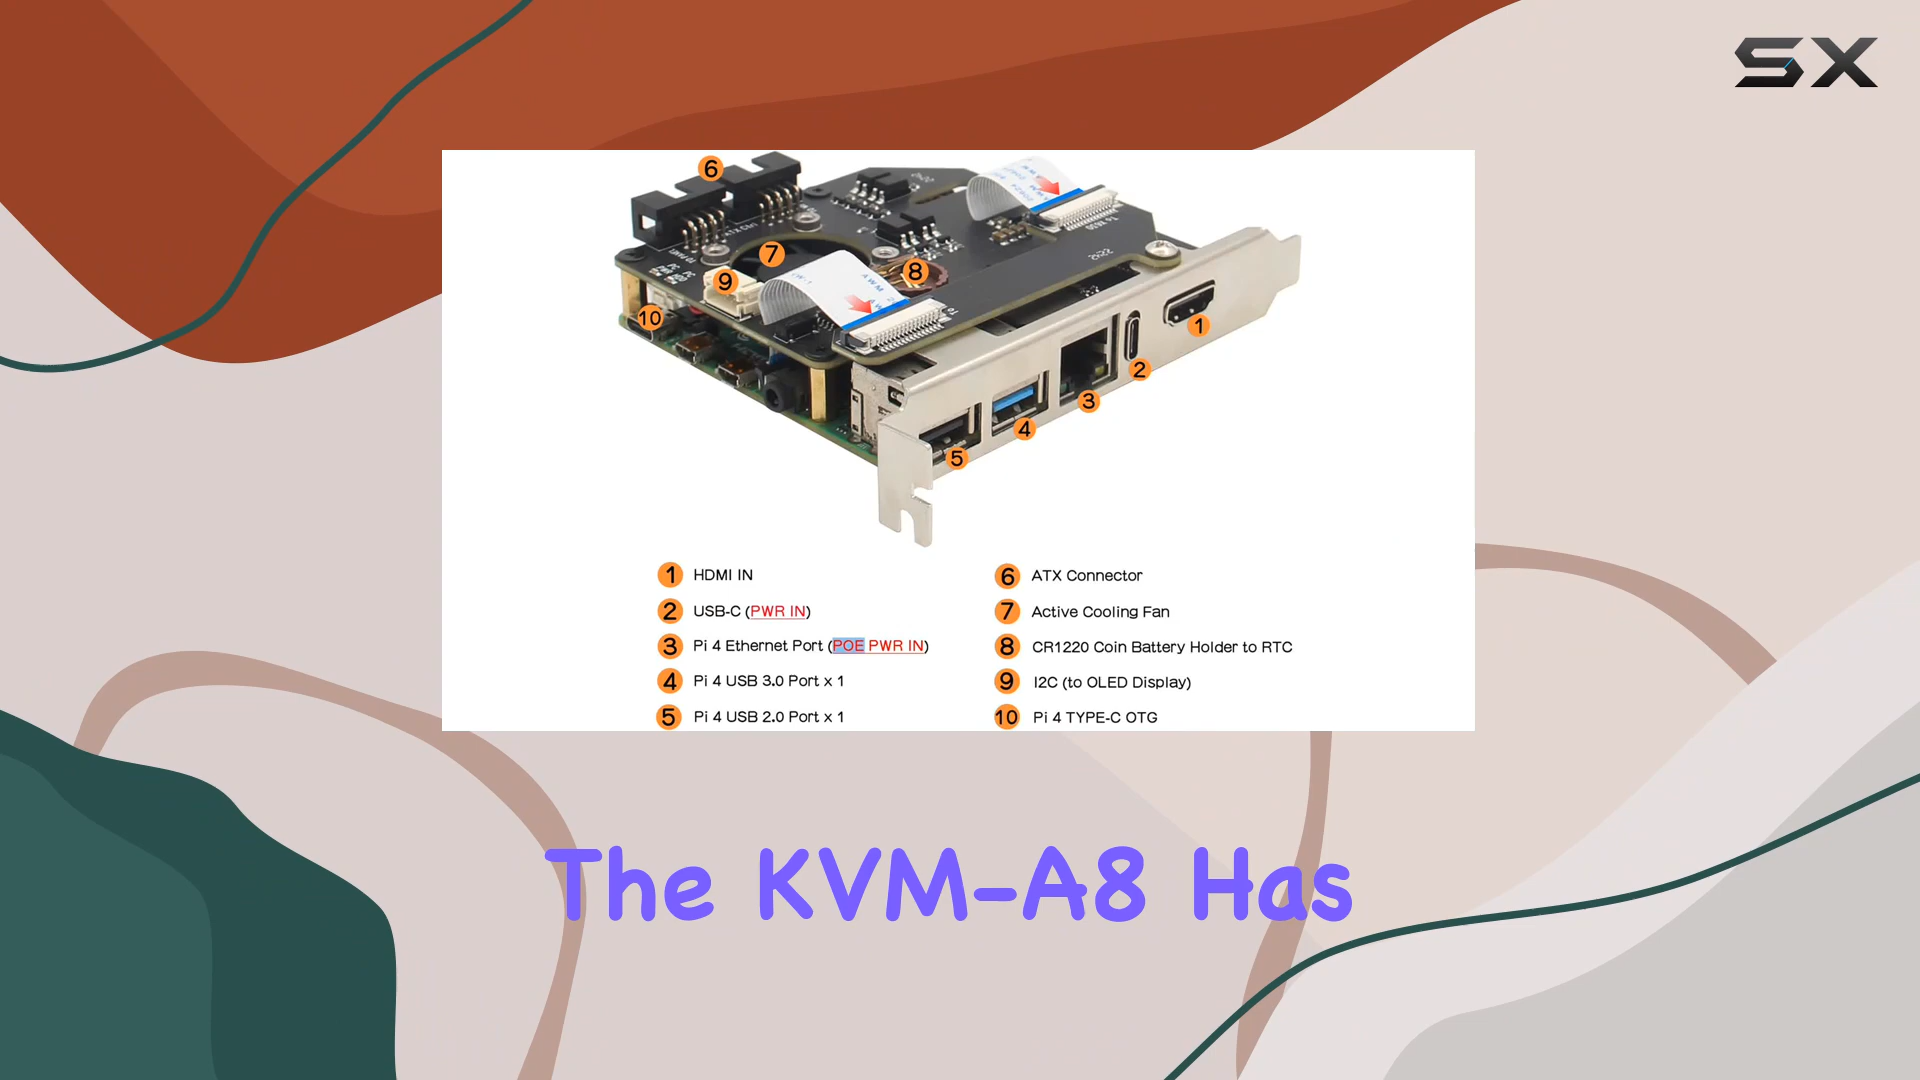 SX
6
7
9
8
10
1
2
3
4
5
1 HDMI IN
2 USB-C (PWR IN)
3 Pi 4 Ethernet Port (POE PWR IN)
4 Pi 4 USB 3.0 Port x 1
5 Pi 4 USB 2.0 Port x 1
6 ATX Connector
7 Active Cooling Fan
8 CR1220 Coin Battery Holder to RTC
9 I2C (to OLED Display)
10 Pi 4 TYPE-C OTG
The KVM-A8 Has